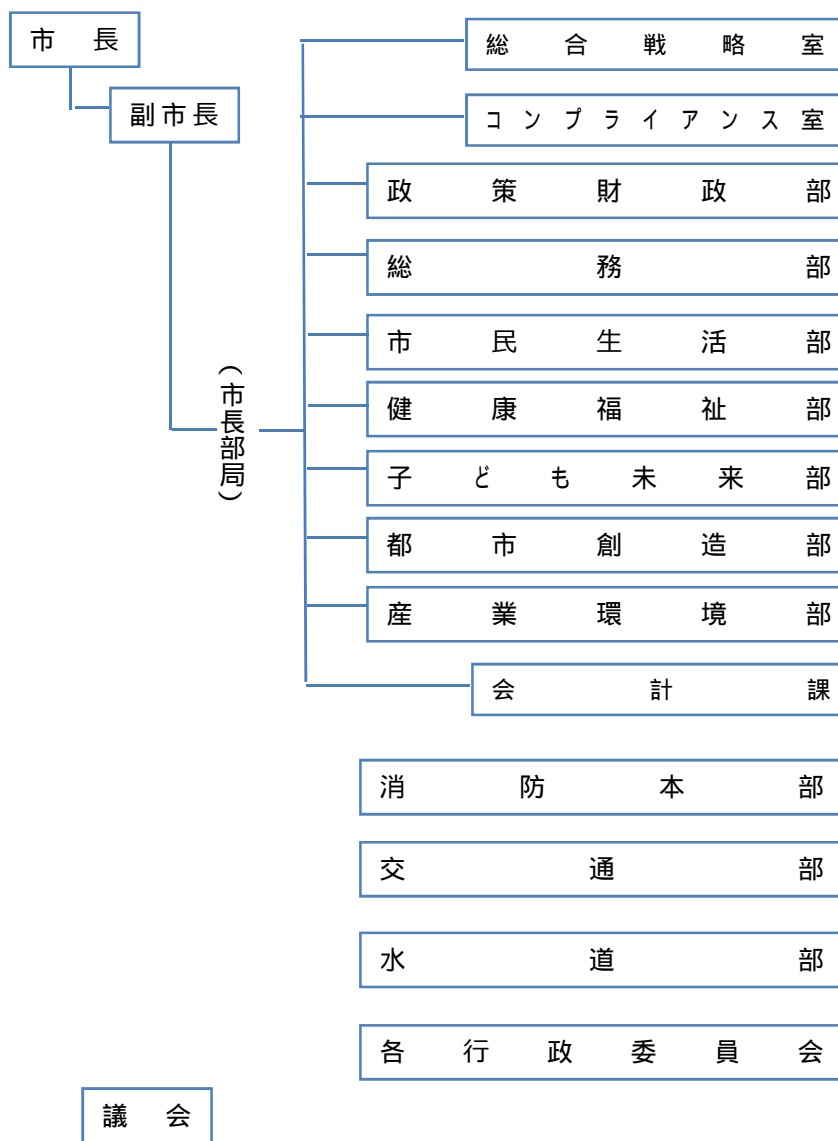 市長
副市長
（市長部局）
総合戦略室
コンプライアンス室
政策財政部
総務部
市民生活部
健康福祉部
子ども未来部
都市創造部
産業環境部
会計課
消防本部
交通部
水道部
各行政委員会
議会